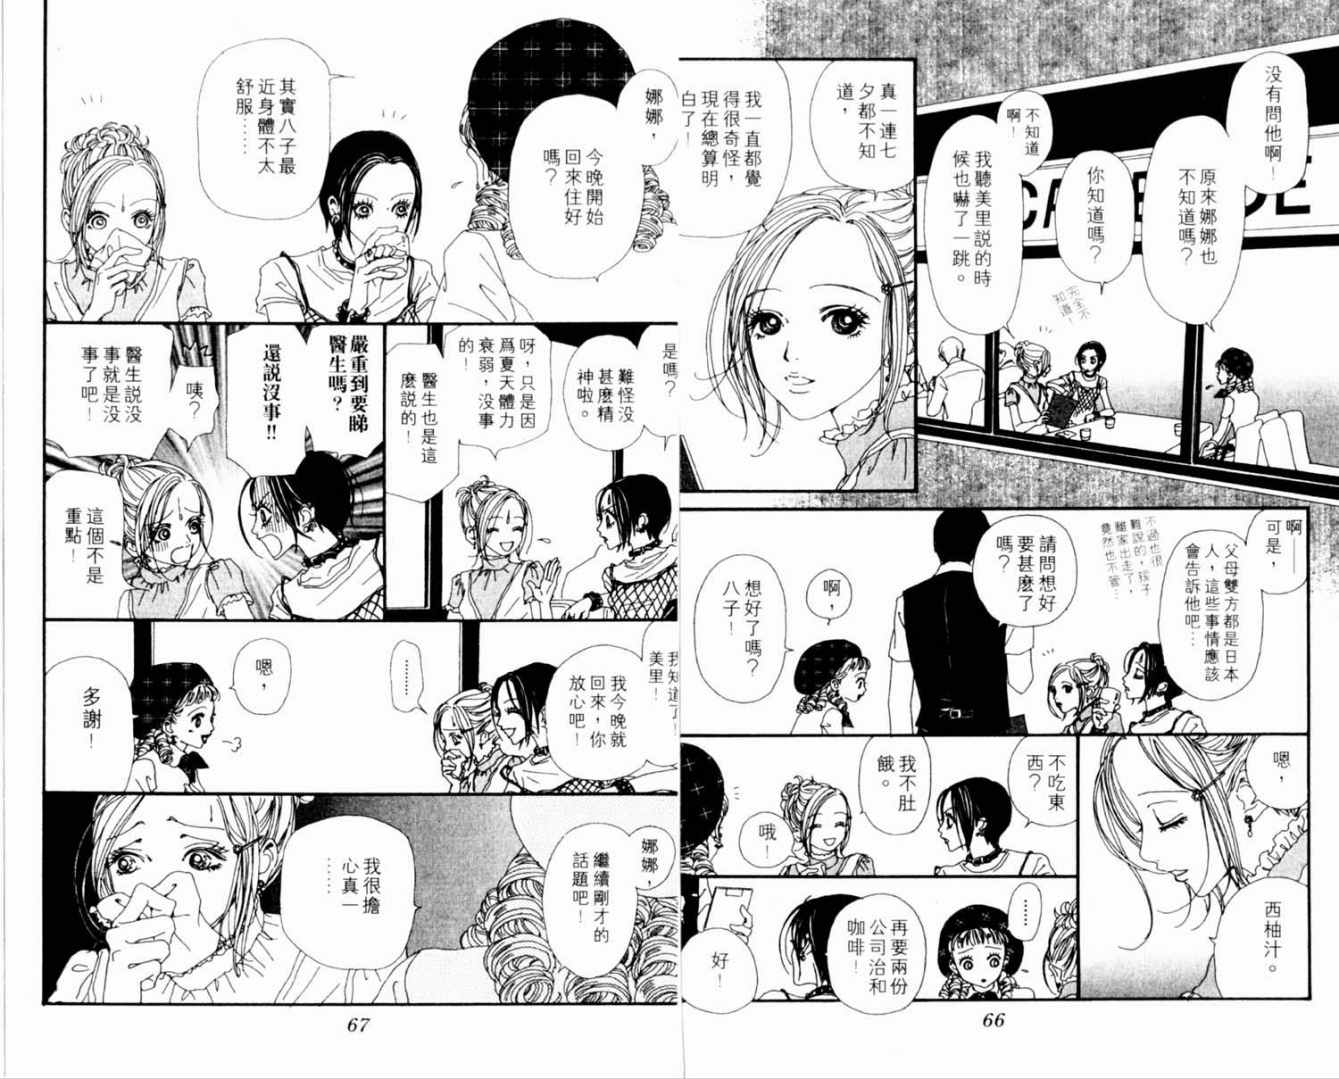 没有問他啊！
原來娜娜也
不知道嗎？
不知道
啊！
你知道嗎？
我聽美里説的時
候也嚇了一跳。
完全不
知道！
CA
DE
真一連七
夕都不知
道，
我一直都覺
得很奇怪，
現在總算明
白了！
啊——
可是，
父母雙方都是日本
人，這些事情應該
會告訴他吧…
不過也很
難說的，孩子
離家出走了，
竟然也不管…
請問想好
要甚麼了
嗎？
啊，
想好了嗎？
八子！
嗯，
西柚汁。
不吃東
西？
我不肚
餓。
哦！
……
再要兩份
公司治和
咖啡！
好！
66
娜娜，
今晚開始
回來住好
嗎？
其實八子最
近身體不太
舒服……
是嗎？
難怪没
甚麼精
神啦。
呀，只是因
爲夏天體力
衰弱，没事
的！
醫生也是這
麼説的！
嚴重到要睇
醫生嗎？
還説沒事！！
咦？
醫生説没
事就是没
事了吧！
這個不是
重點！
我知道了
美里！
我今晚就
回來，你
放心吧！
……
嗯，
多謝！
娜娜，
繼續剛才的
話題吧！
我很擔
心真一
……
67